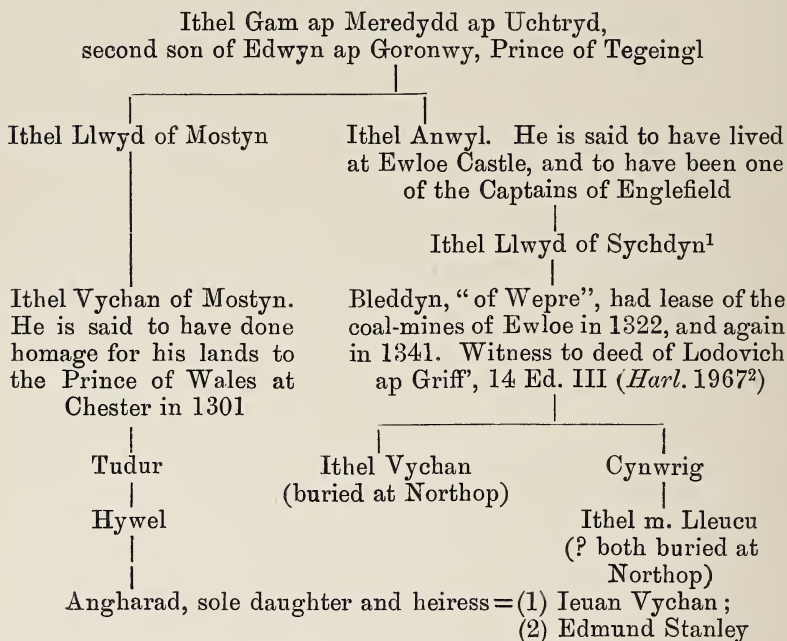 Ithel Gam ap Meredydd ap Uchtryd,
second son of Edwyn ap Goronwy, Prince of Tegeingl
Ithel Llwyd of Mostyn
Ithel Anwyl. He is said to have lived
at Ewloe Castle, and to have been one
of the Captains of Englefield
Ithel Llwyd of Sychdyn¹
Ithel Vychan of Mostyn.
He is said to have done
homage for his lands to
the Prince of Wales at
Chester in 1301
Bleddyn, “of Wepre”, had lease of the
coal-mines of Ewloe in 1322, and again
in 1341. Witness to deed of Lodovich
ap Griff’, 14 Ed. III (Harl. 1967²)
Tudur
Ithel Vychan
(buried at Northop)
Cynwrig
Hywel
Ithel m. Lleucu
(? both buried at
Northop)
Angharad, sole daughter and heiress=(1) Ieuan Vychan;
(2) Edmund Stanley